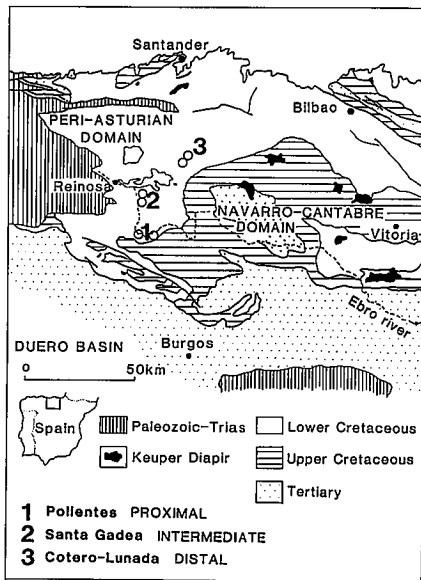 Santander
Bilbao
PERI-ASTURIAN
DOMAIN
3
Reinosa
2
NAVARRO-CANTABRE
DOMAIN
1
Vitoria
Ebro river
DUERO BASIN
Burgos
0 50km
Spain
Paleozoic-Trias
Lower Cretaceous
Keuper Diapir
Upper Cretaceous
Tertiary
1 Pollentes PROXIMAL
2 Santa Gadea INTERMEDIATE
3 Cotero-Lunada DISTAL